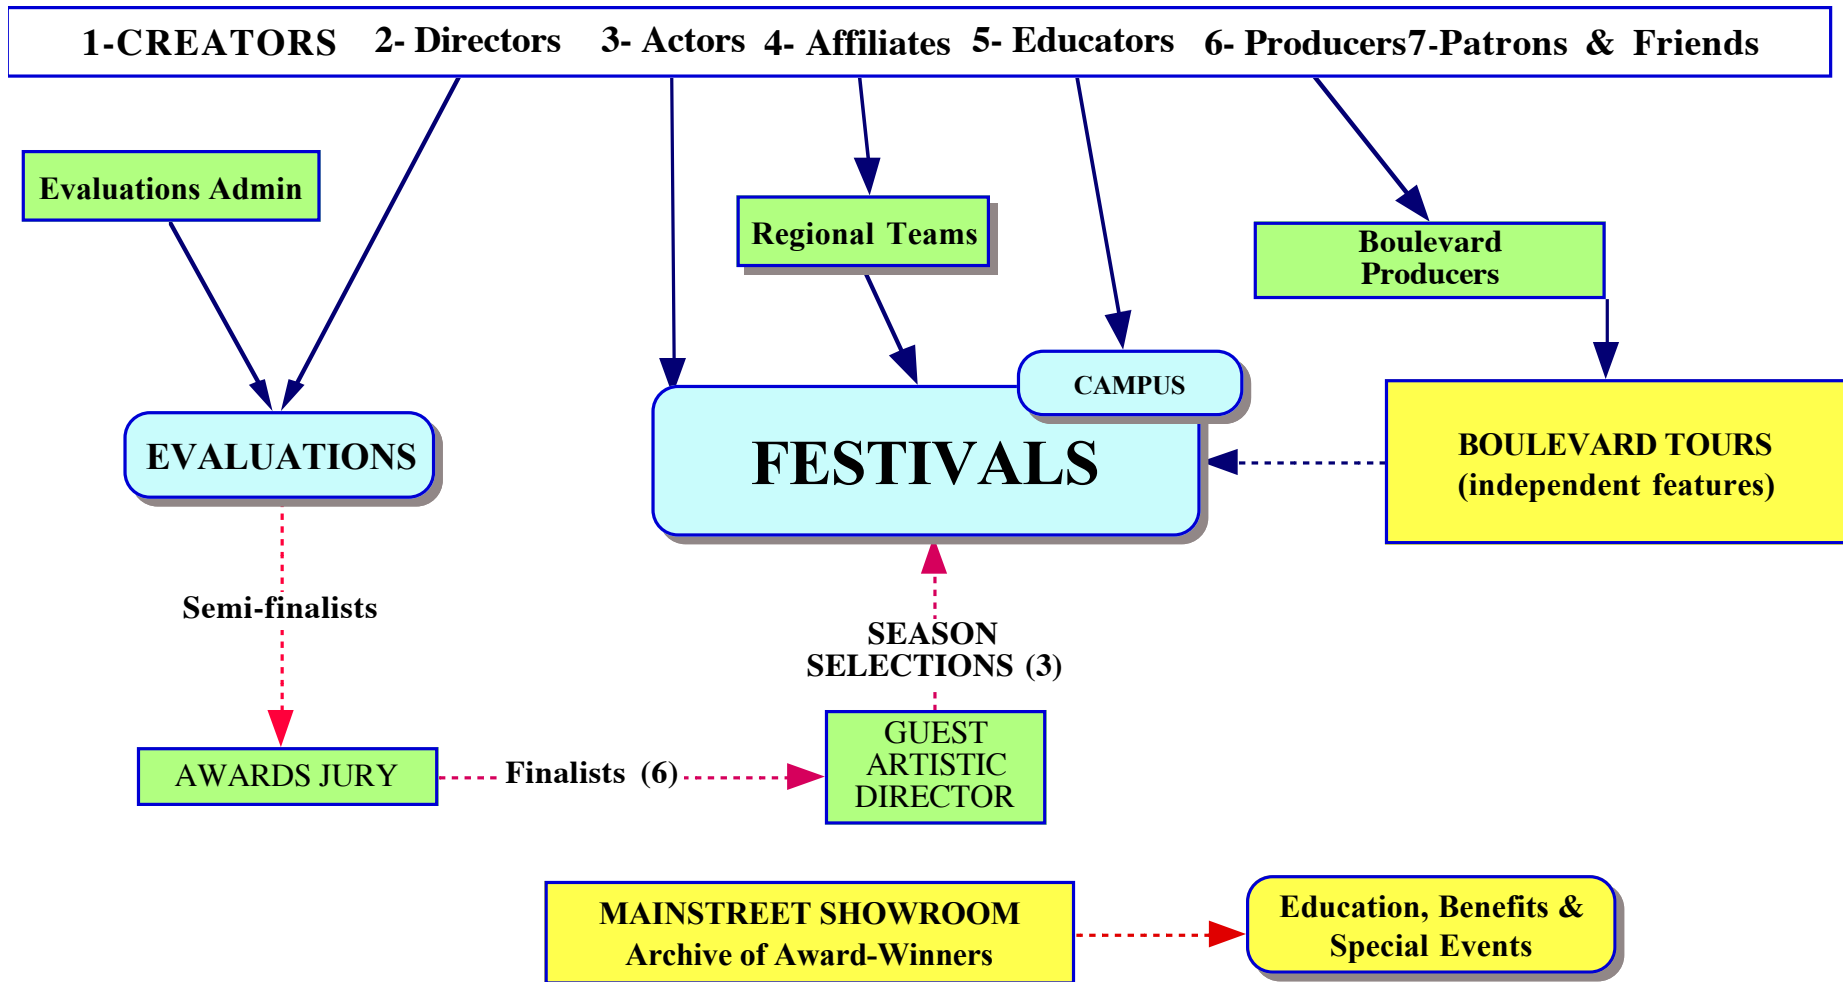 1-CREATORS 2- Directors 3- Actors 4- Affiliates 5- Educators 6- Producers7-Patrons & Friends
Evaluations Admin
Regional Teams
Boulevard
Producers
CAMPUS
EVALUATIONS
FESTIVALS
BOULEVARD TOURS
(independent features)
Semi-finalists
SEASON
SELECTIONS (3)
AWARDS JURY
Finalists (6)
GUEST
ARTISTIC
DIRECTOR
MAINSTREET SHOWROOM
Archive of Award-Winners
Education, Benefits &
Special Events